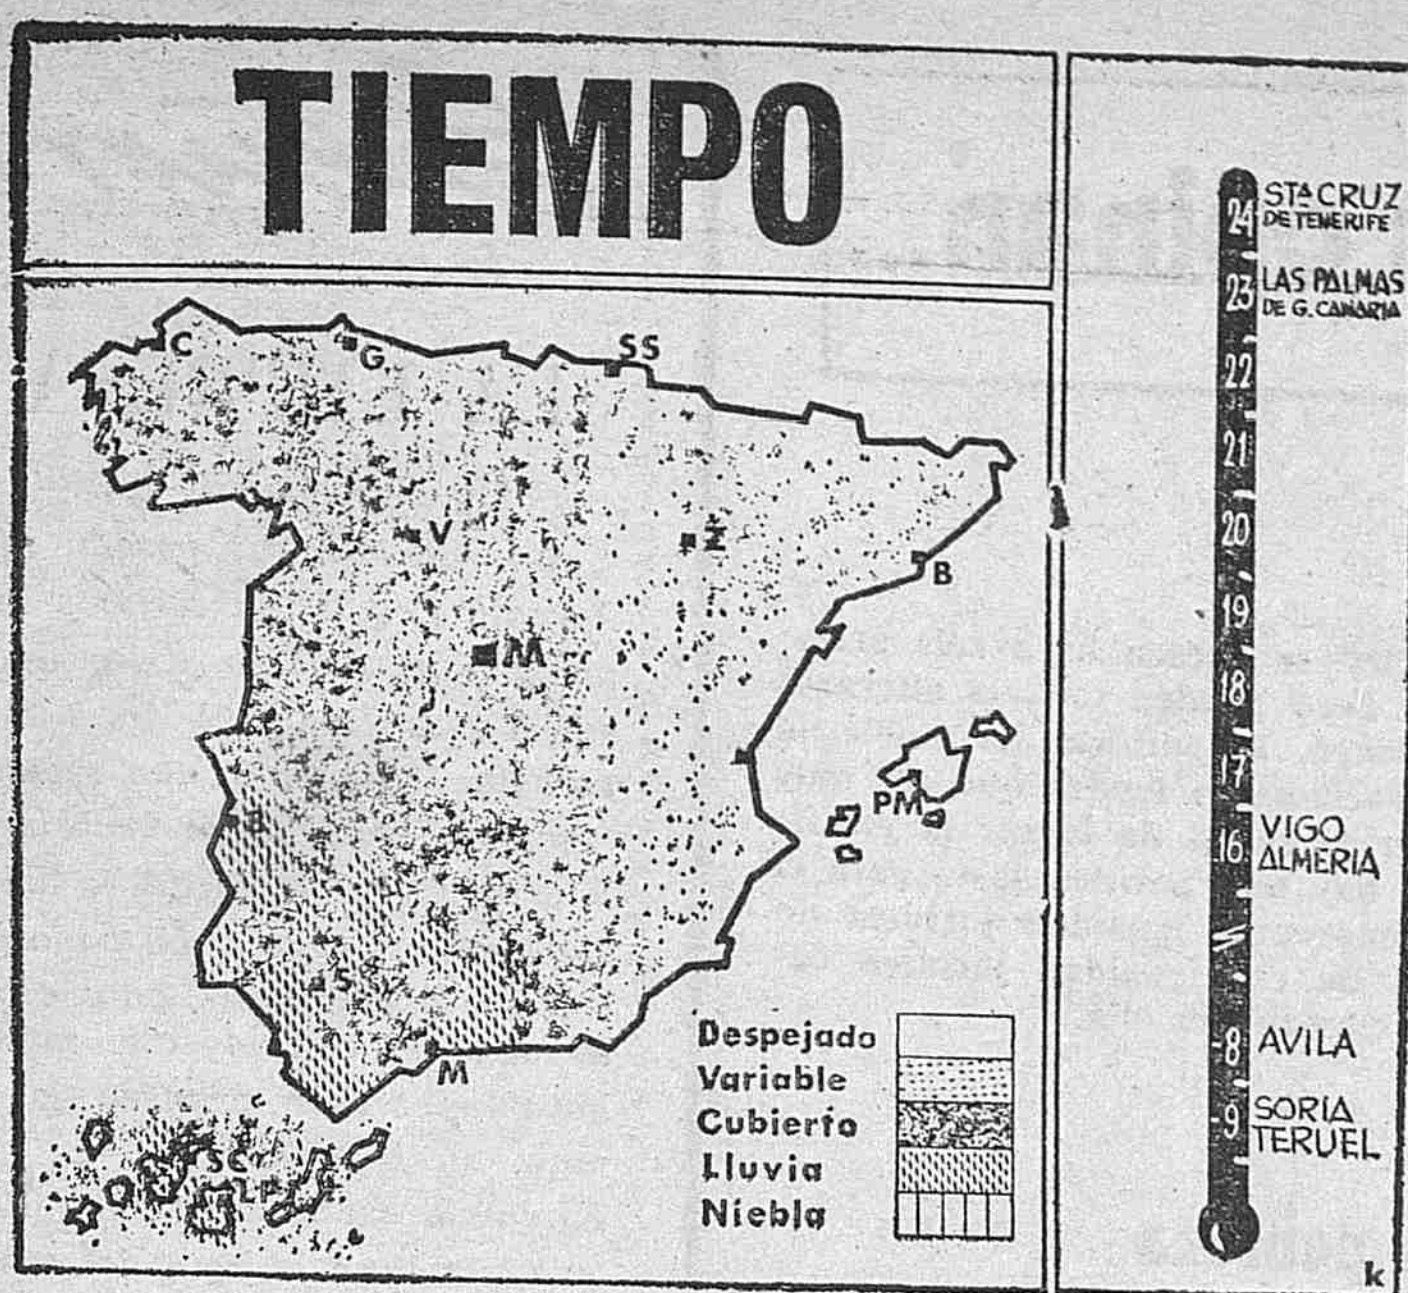 TIEMPO
C
G
SS
V
Z
B
M
PM
B
S
M
SC
LP
Despejado
Variable
Cubierto
Lluvia
Niebla
24 STA CRUZ
DE TENERIFE
23 LAS PALMAS
DE G. CANARIA
22
21
20
19
18
17
16 VIGO
ALMERIA
-8 AVILA
-9 SORIA
TERUEL
k